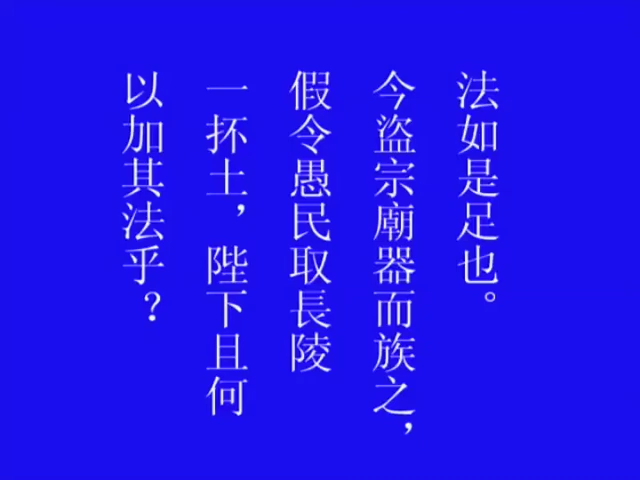 法如是足也。
今盜宗廟器而族之，
假令愚民取長陵
一抔土，陛下且何
以加其法乎？